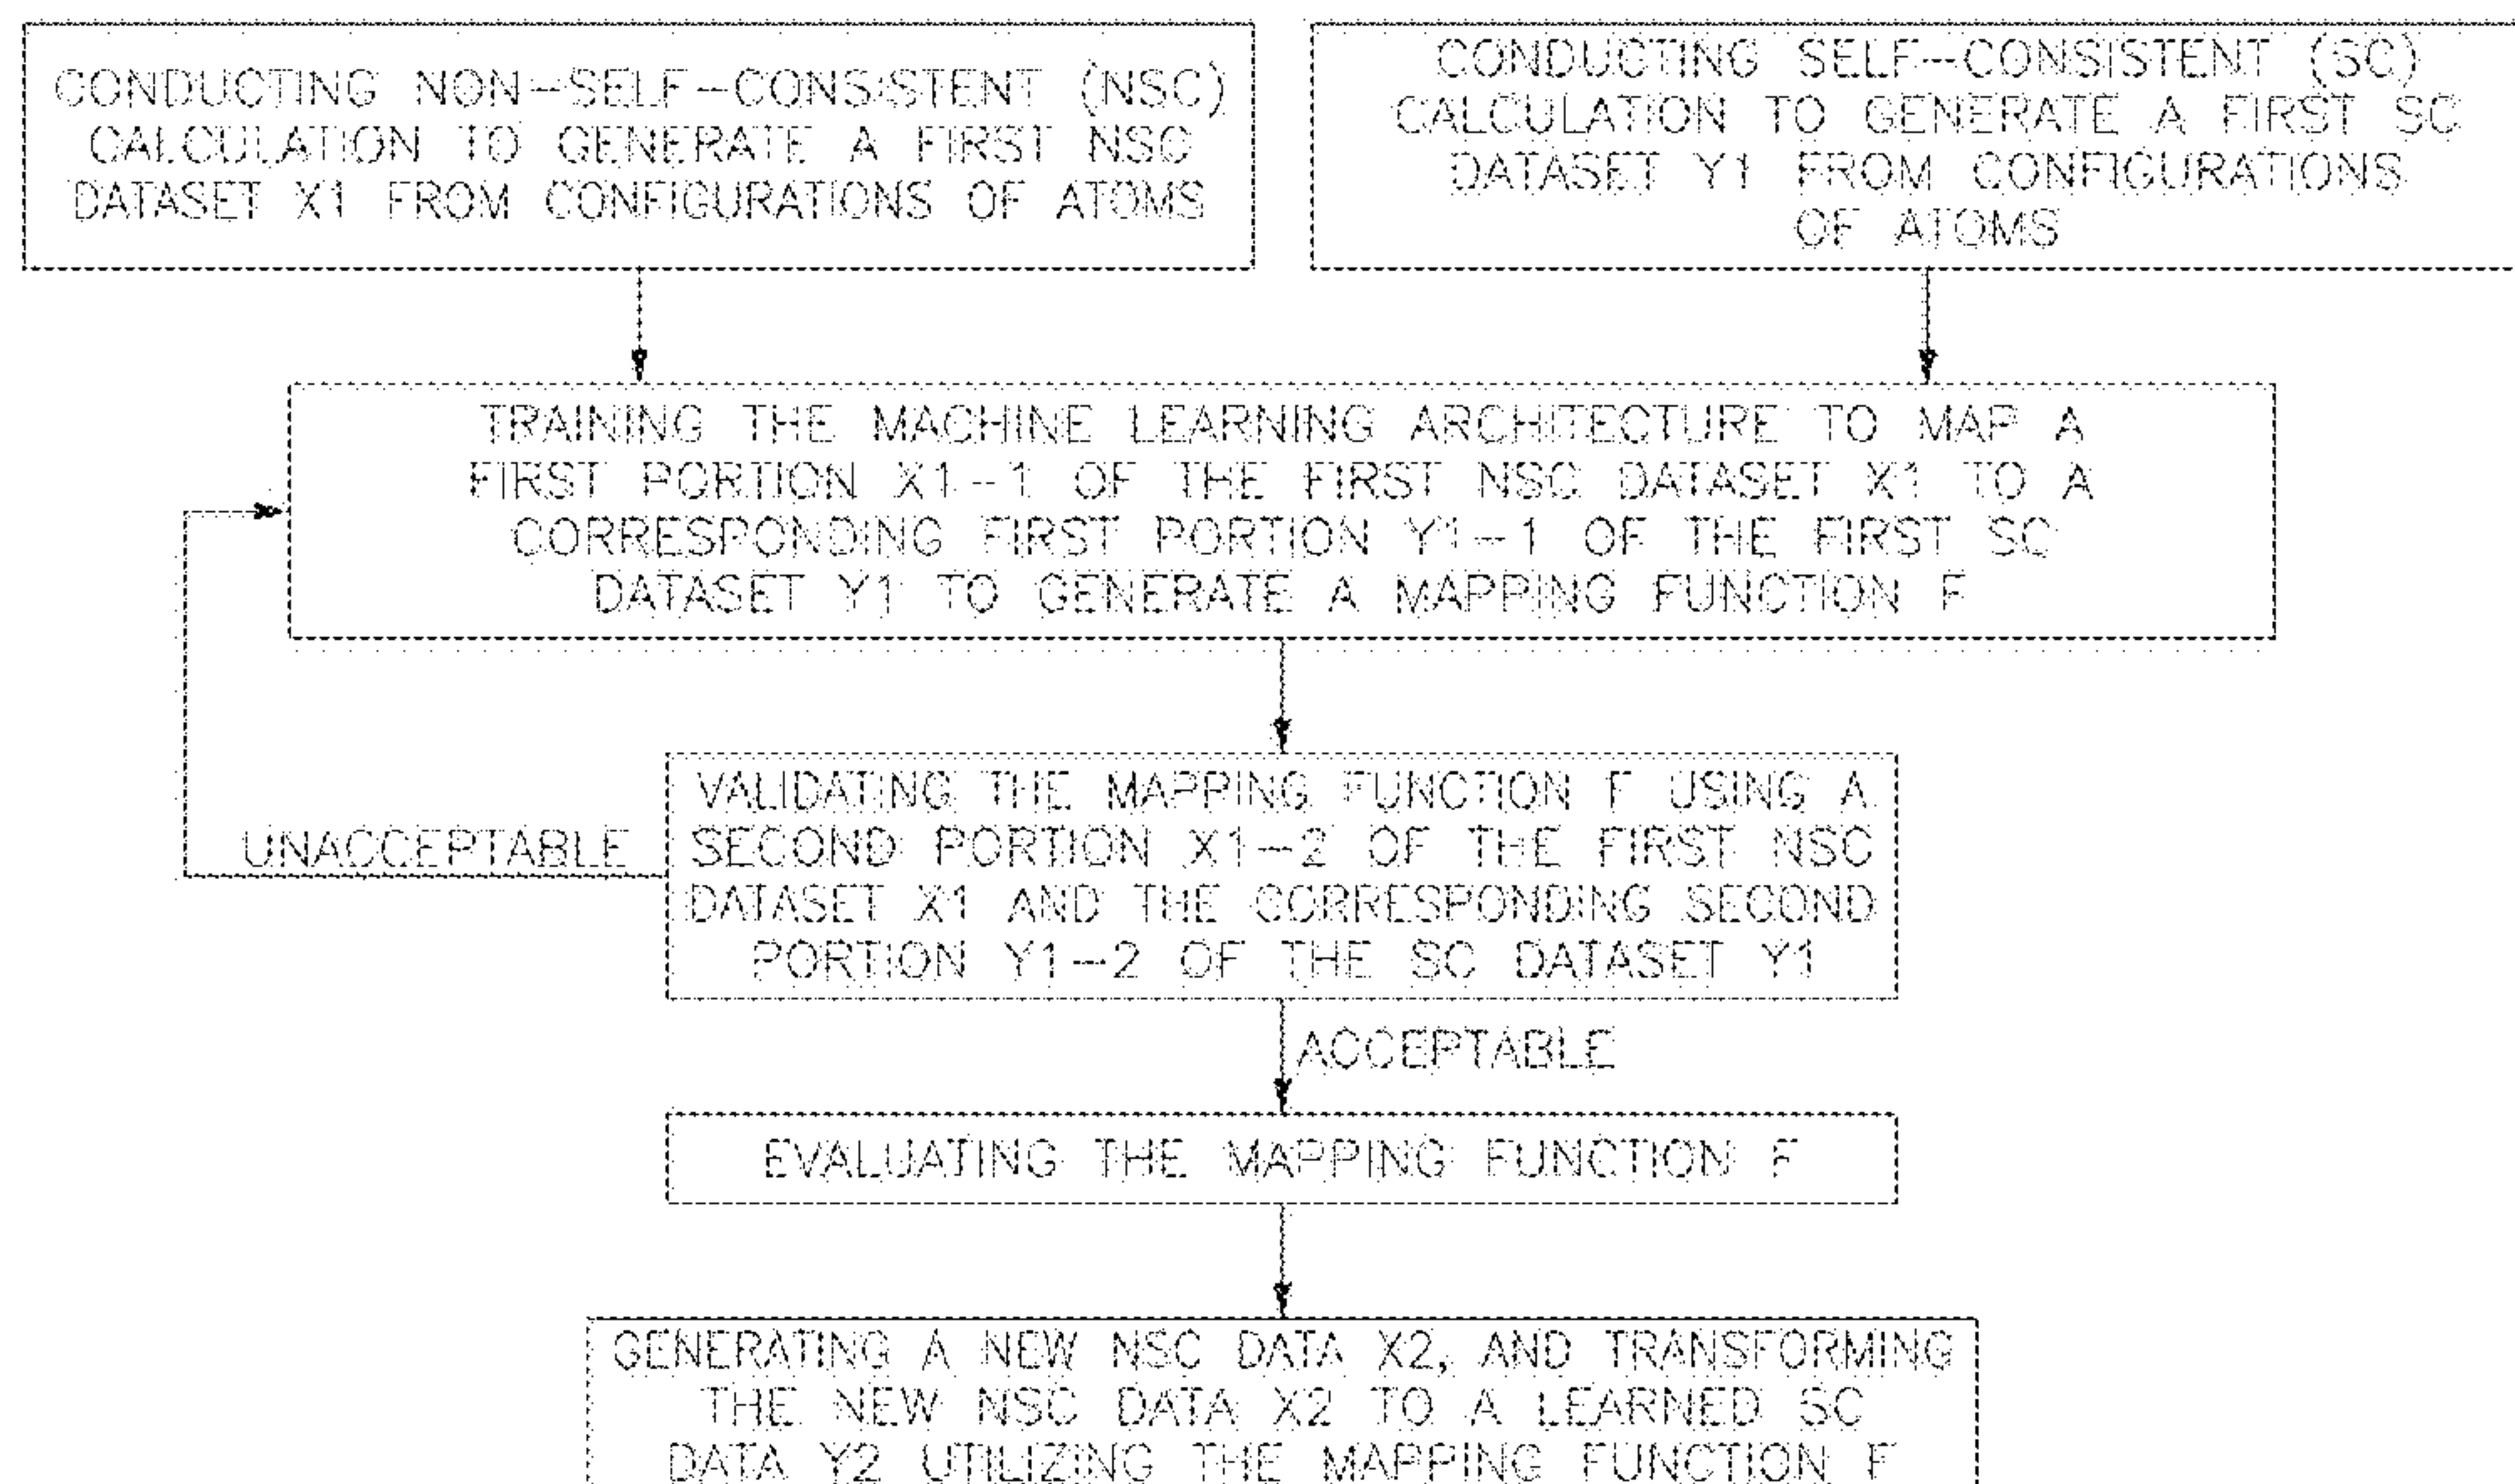 CONDUCTING NON-SELF-CONSISTENT (NSC)
CALCULATION TO GENERATE A FIRST NSC
DATASET X1 FROM CONFIGURATIONS OF ATOMS
CONDUCTING SELF-CONSISTENT (SC)
CALCULATION TO GENERATE A FIRST SC
DATASET Y1 FROM CONFIGURATIONS
OF ATOMS
TRAINING THE MACHINE LEARNING ARCHITECTURE TO MAP A
FIRST PORTION X1-1 OF THE FIRST NSC DATASET X1 TO A
CORRESPONDING FIRST PORTION Y1-1 OF THE FIRST SC
DATASET Y1 TO GENERATE A MAPPING FUNCTION F
VALIDATING THE MAPPING FUNCTION F USING A
SECOND PORTION X1-2 OF THE FIRST NSC
DATASET X1 AND THE CORRESPONDING SECOND
PORTION Y1-2 OF THE SC DATASET Y1
UNACCEPTABLE
ACCEPTABLE
EVALUATING THE MAPPING FUNCTION F
GENERATING A NEW NSC DATA X2, AND TRANSFORMING
THE NEW NSC DATA X2 TO A LEARNED SC
DATA Y2 UTILIZING THE MAPPING FUNCTION F